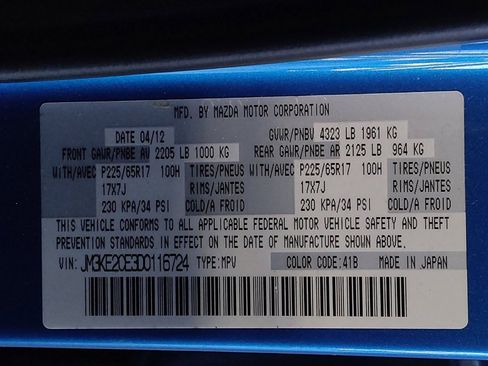 MFD. BY MAZDA MOTOR CORPORATION
DATE 04/12 GVWR/PNBV 4323 LB 1961 KG
FRONT GAWR/PNBE AV 2205 LB 1000 KG REAR GAWR/PNBE AR 2125 LB 964 KG
WITH/AVEC P225/65R17 100H TIRES/PNEUS WITH/AVEC P225/65R17 100H TIRES/PNEUS
17X7J RIMS/JANTES 17X7J RIMS/JANTES
230 KPA/34 PSI COLD/A FROID 230 KPA/34 PSI COLD/A FROID
THIS VEHICLE CONFORMS TO ALL APPLICABLE FEDERAL MOTOR VEHICLE SAFETY AND THEFT
PREVENTION STANDARDS IN EFFECT ON THE DATE OF MANUFACTURE SHOWN ABOVE.
VIN: JM3KE2CE3D0116724 TYPE:MPV COLOR CODE:41B MADE IN JAPAN